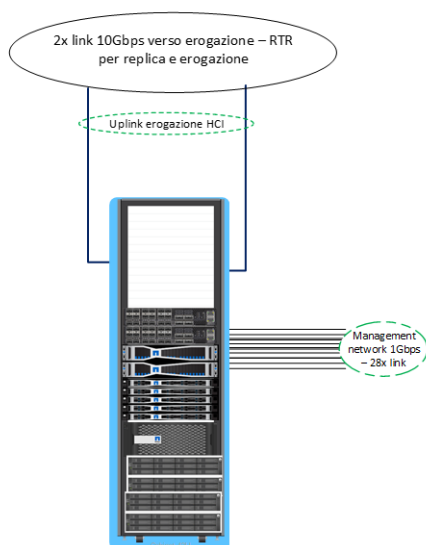 2x link 10Gbps verso erogazione – RTR
per replica e erogazione
Uplink erogazione HCI
Management
network 1Gbps
– 28x link